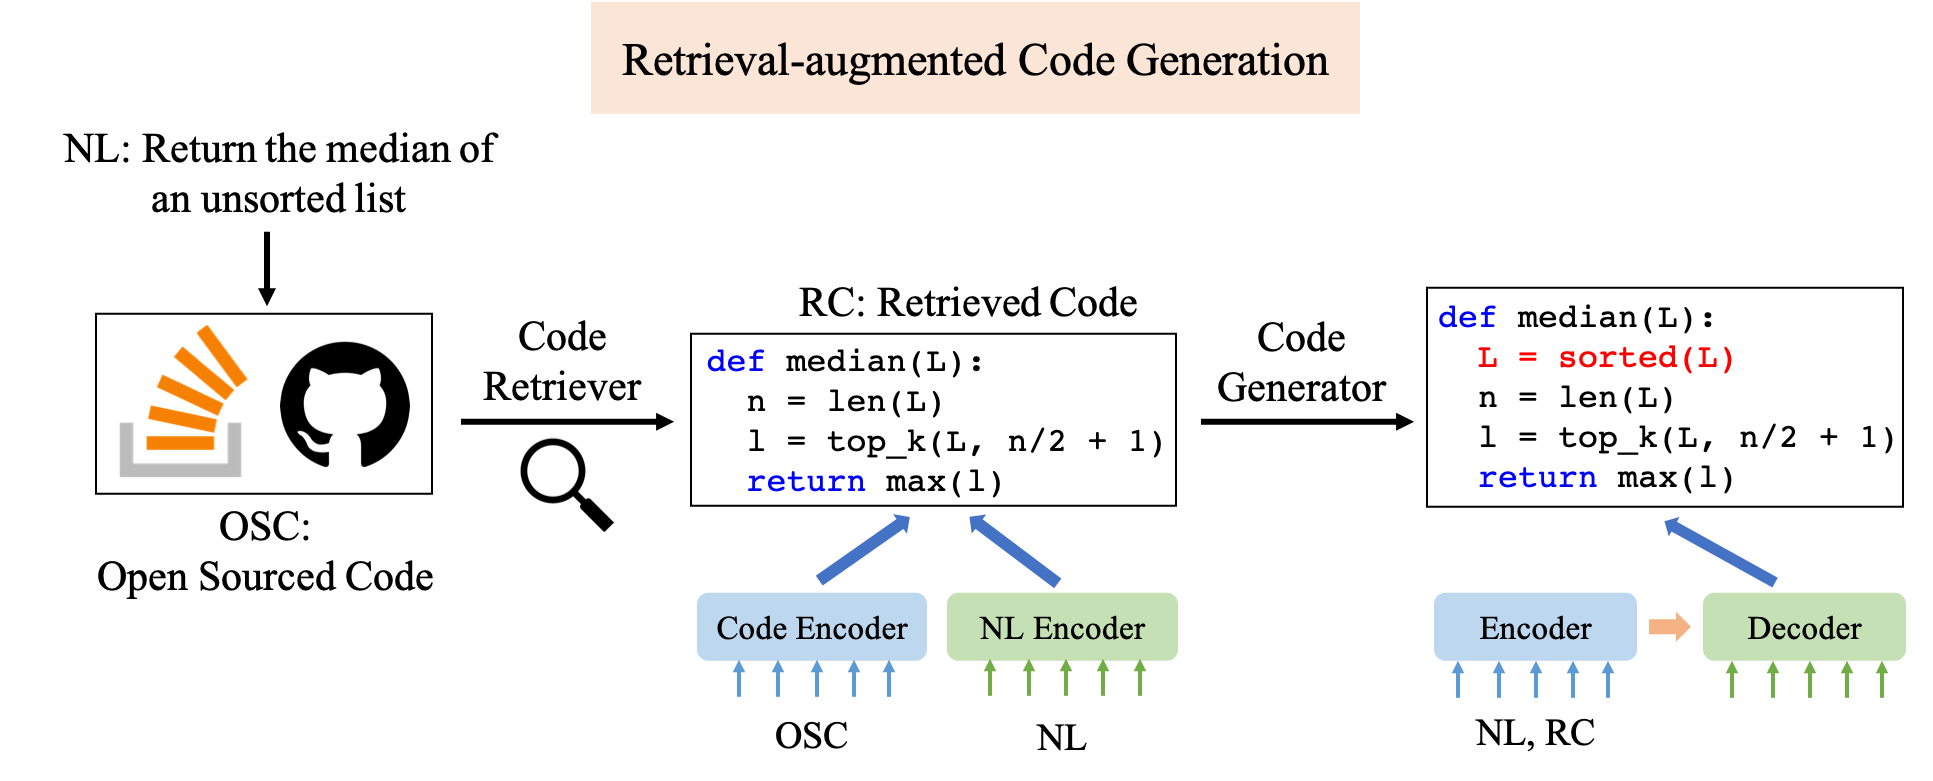 Retrieval-augmented Code Generation
NL: Return the median of
an unsorted list
OSC:
Open Sourced Code
Code
Retriever
RC: Retrieved Code
def median(L):
  n = len(L)
  l = top_k(L, n/2 + 1)
  return max(l)
Code Encoder
NL Encoder
OSC
NL
Code
Generator
def median(L):
  L = sorted(L)
  n = len(L)
  l = top_k(L, n/2 + 1)
  return max(l)
Encoder
Decoder
NL, RC